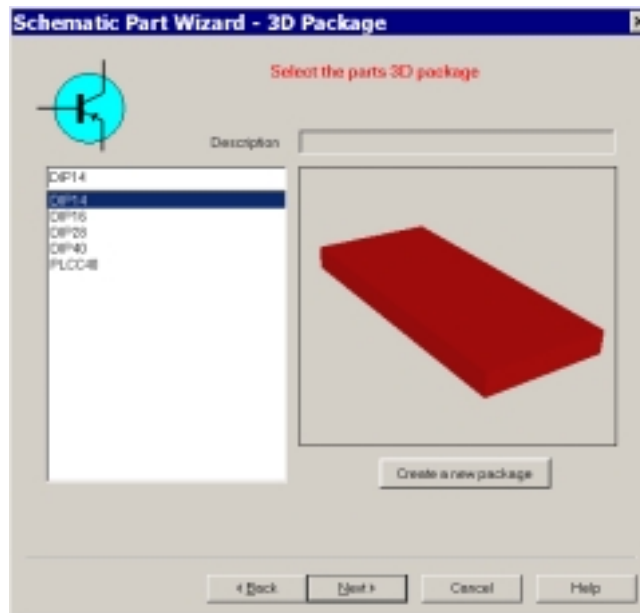 Schematic Part Wizard - 3D Package
Select the parts 3D package
Description
DIP14
DIP14
DIP16
DIP28
DIP40
PLCC48
Create a new package
< Back
Next >
Cancel
Help